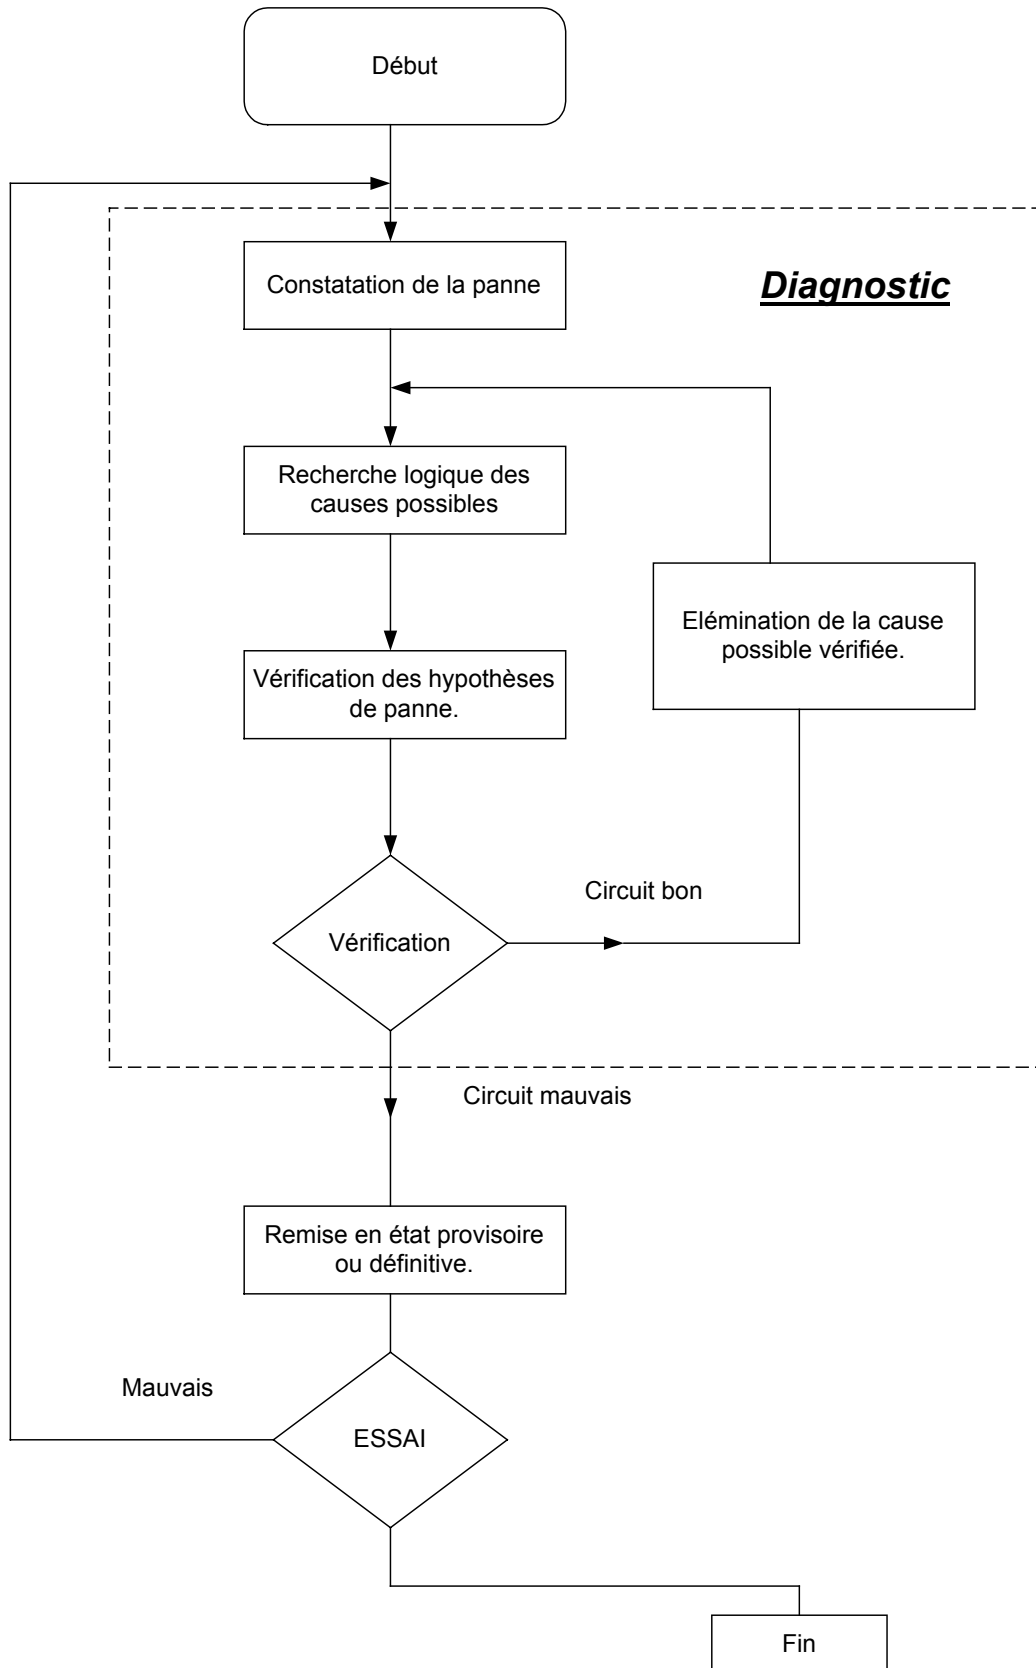 Début
Constatation de la panne
Diagnostic
Recherche logique des
causes possibles
Elémination de la cause
possible vérifiée.
Vérification des hypothèses
de panne.
Circuit bon
Vérification
Circuit mauvais
Remise en état provisoire
ou définitive.
Mauvais
ESSAI
Fin